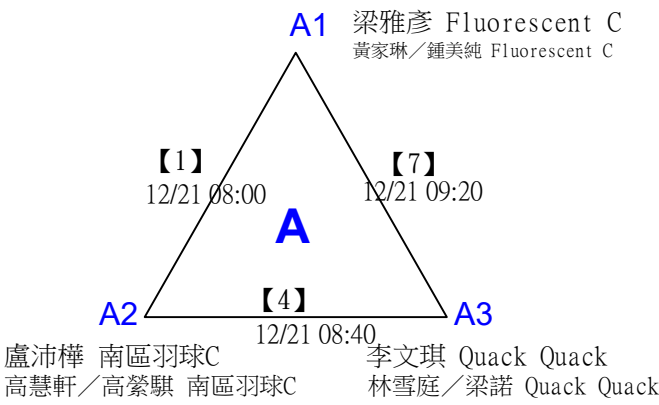 A1 梁雅彥 Fluorescent C
黃家琳／鍾美純 Fluorescent C
【1】
12/21 08:00
【7】
12/21 09:20
A
【4】
12/21 08:40
A2
A3
盧沛樺 南區羽球C
高慧軒／高縈騏 南區羽球C
李文琪 Quack Quack
林雪庭／梁諾 Quack Quack